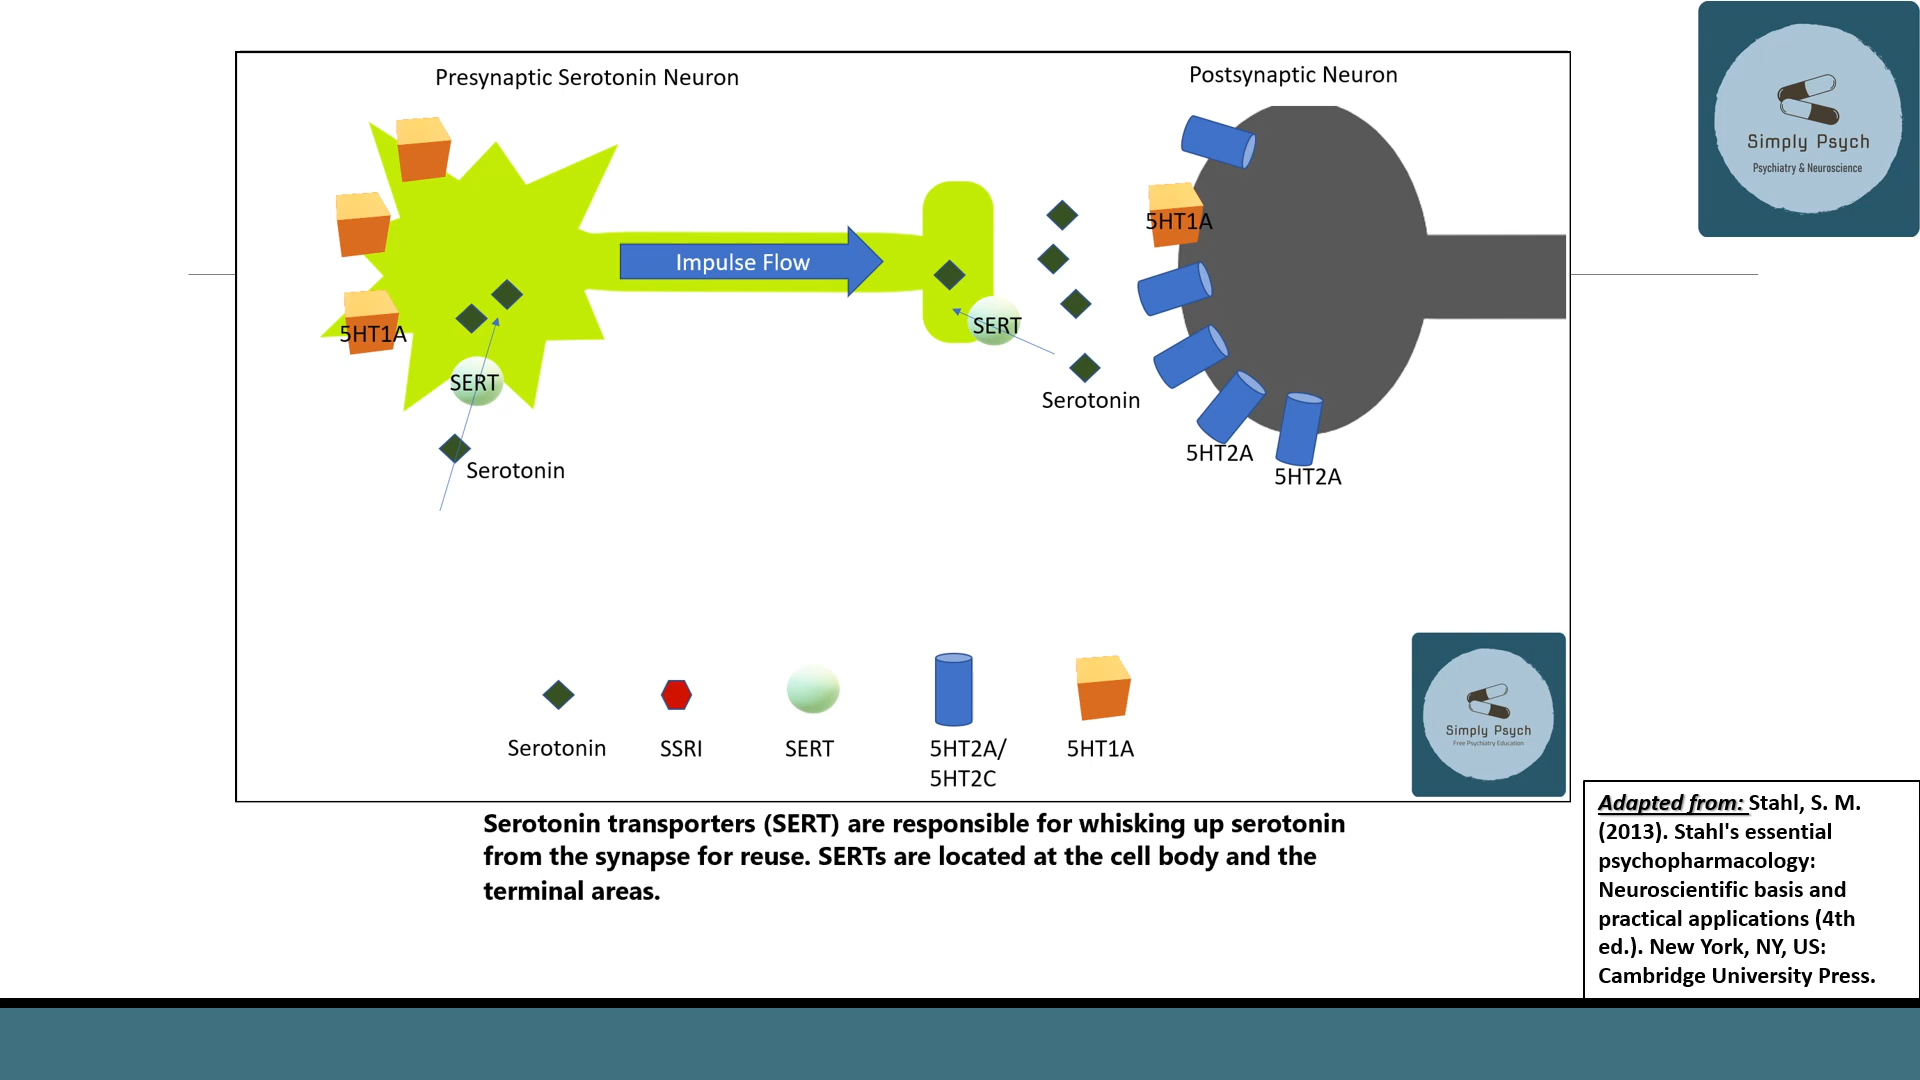 Presynaptic Serotonin Neuron
Postsynaptic Neuron
Simply Psych
Psychiatry & Neuroscience
5HT1A
Impulse Flow
5HT1A
SERT
SERT
Serotonin
Serotonin
5HT2A
5HT2A
Serotonin
SSRI
SERT
5HT2A/
5HT2C
5HT1A
Simply Psych
Free Psychiatry Education
Serotonin transporters (SERT) are responsible for whisking up serotonin
from the synapse for reuse. SERTs are located at the cell body and the
terminal areas.
Adapted from: Stahl, S. M.
(2013). Stahl's essential
psychopharmacology:
Neuroscientific basis and
practical applications (4th
ed.). New York, NY, US:
Cambridge University Press.